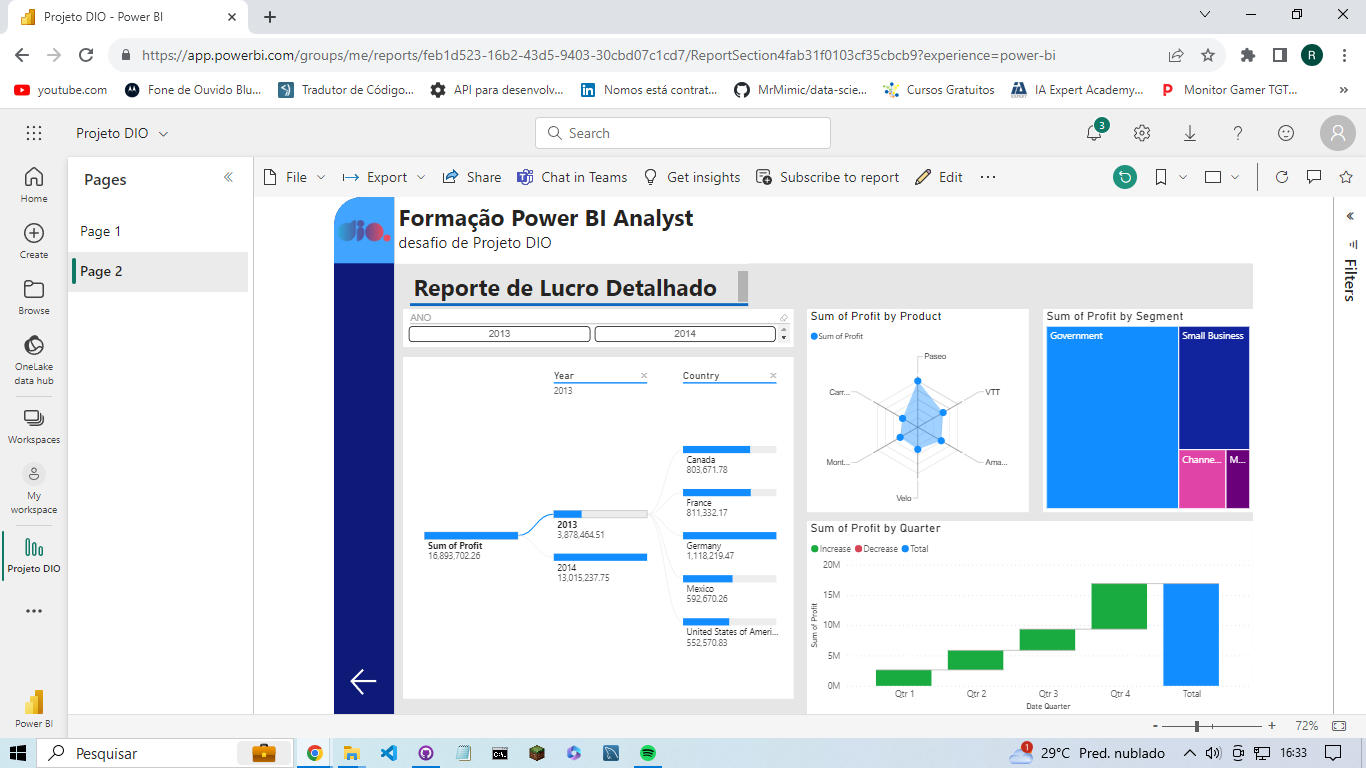 Projeto DIO - Power BI
https://app.powerbi.com/groups/me/reports/feb1d523-16b2-43d5-9403-30cbd07c1cd7/ReportSection4fab31f0103cf35cbcb9?experience=power-bi
R
youtube.com
Fone de Ouvido Blu...
Tradutor de Código...
API para desenvolv...
Nomos está contrat...
MrMimic/data-scie...
Cursos Gratuitos
IA Expert Academy...
Monitor Gamer TGT...
Projeto DIO
Search
3
Home
Create
Browse
OneLake
data hub
Workspaces
My
workspace
Projeto DIO
Power BI
Pages
Page 1
Page 2
File
Export
Share
Chat in Teams
Get insights
Subscribe to report
Edit
Filters
dio.
Formação Power BI Analyst
desafio de Projeto DIO
Reporte de Lucro Detalhado
ANO
2013
2014
Year
2013
Country
Sum of Profit
16,893,702.26
2013
3,878,464.51
2014
13,015,237.75
Canada
803,671.78
France
811,332.17
Germany
1,118,219.47
Mexico
592,670.26
United States of Ameri...
552,570.83
Sum of Profit by Product
Sum of Profit
Paseo
VTT
Ama...
Velo
Mont...
Carr...
Sum of Profit by Segment
Government
Small Business
Channe...
M...
Sum of Profit by Quarter
Increase
Decrease
Total
Sum of Profit
20M
15M
10M
5M
0M
Qtr 1
Qtr 2
Qtr 3
Qtr 4
Total
Date Quarter
- + 72%
Pesquisar
1
29°C Pred. nublado
16:33